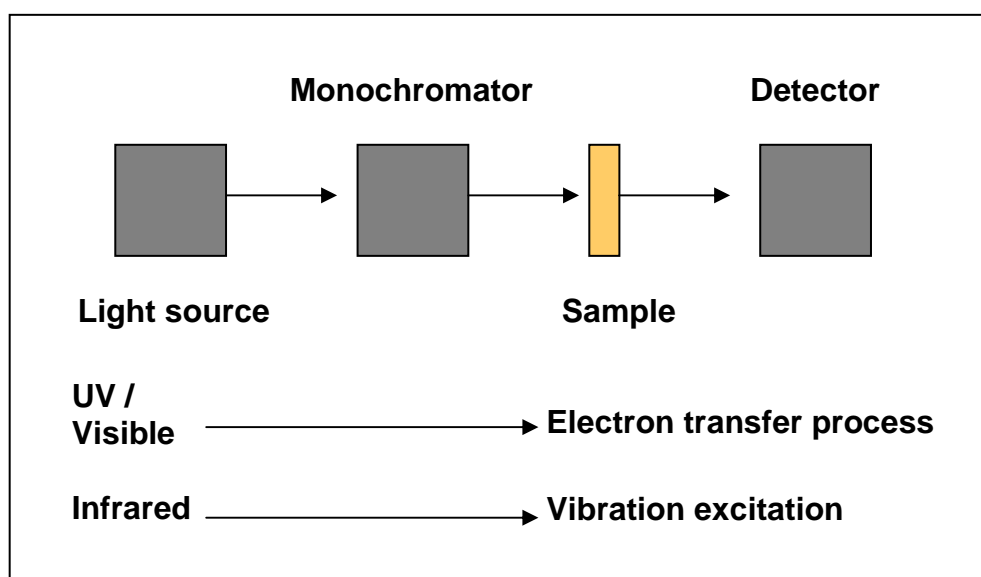 Monochromator
Detector
Light source
Sample
UV /
Visible
Electron transfer process
Infrared
Vibration excitation